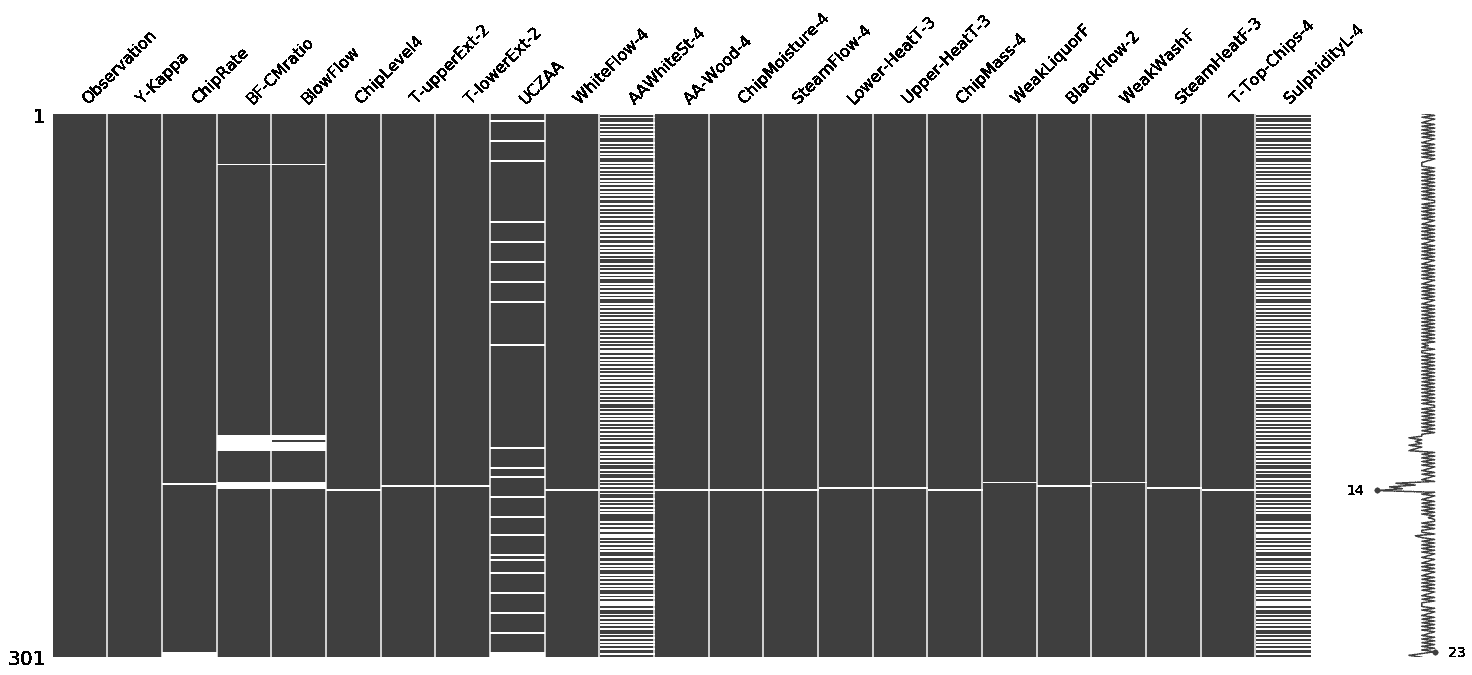 Observation
Y-Kappa
ChipRate
BF-CMratio
BlowFlow
ChipLevel4
T-upperExt-2
T-lowerExt-2
UCZAA
WhiteFlow-4
AAWhiteSt-4
AA-Wood-4
ChipMoisture-4
SteamFlow-4
Lower-HeatT-3
Upper-HeatT-3
ChipMass-4
WeakLiquorF
BlackFlow-2
WeakWashF
SteamHeatF-3
T-Top-Chips-4
SulphidityL-4
1
14
301
23